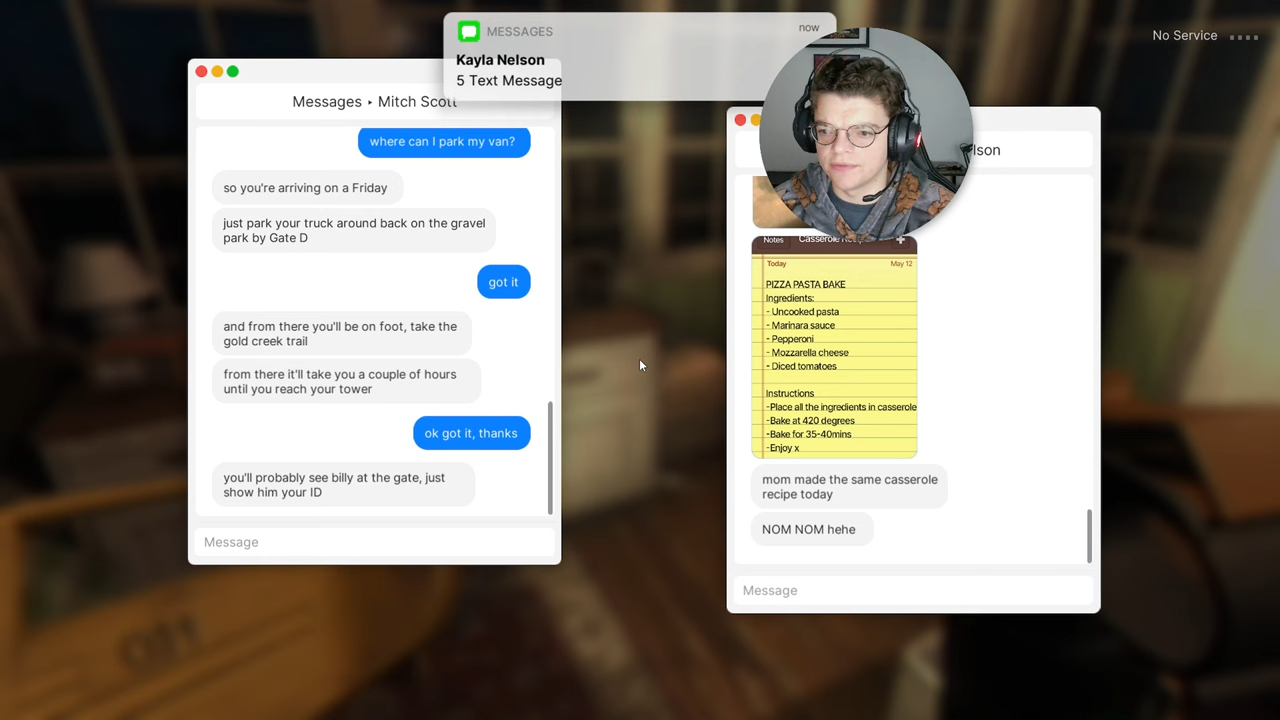 MESSAGES
now
Kayla Nelson
5 Text Message
No Service
Messages ▸ Mitch Scott
where can I park my van?
so you're arriving on a Friday
just park your truck around back on the gravel
park by Gate D
got it
and from there you'll be on foot, take the
gold creek trail
from there it'll take you a couple of hours
until you reach your tower
ok got it, thanks
you'll probably see billy at the gate, just
show him your ID
Message
lson
Notes
Casserole
Today
May 12
PIZZA PASTA BAKE
Ingredients:
- Uncooked pasta
- Marinara sauce
- Pepperoni
- Mozzarella cheese
- Diced tomatoes
Instructions
-Place all the ingredients in casserole
-Bake at 420 degrees
-Bake for 35-40mins
-Enjoy x
mom made the same casserole
recipe today
NOM NOM hehe
Message